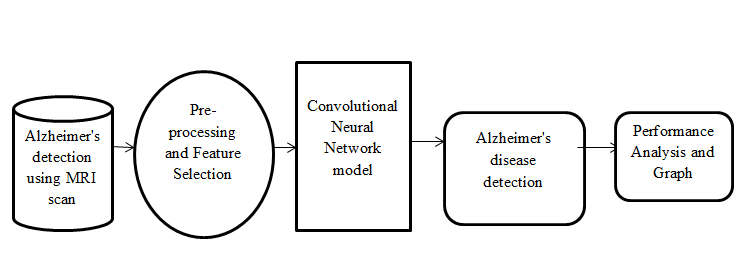 Alzheimer's
detection
using MRI
scan
Pre-
processing
and Feature
Selection
Convolutional
Neural
Network
model
Alzheimer's
disease
detection
Performance
Analysis and
Graph